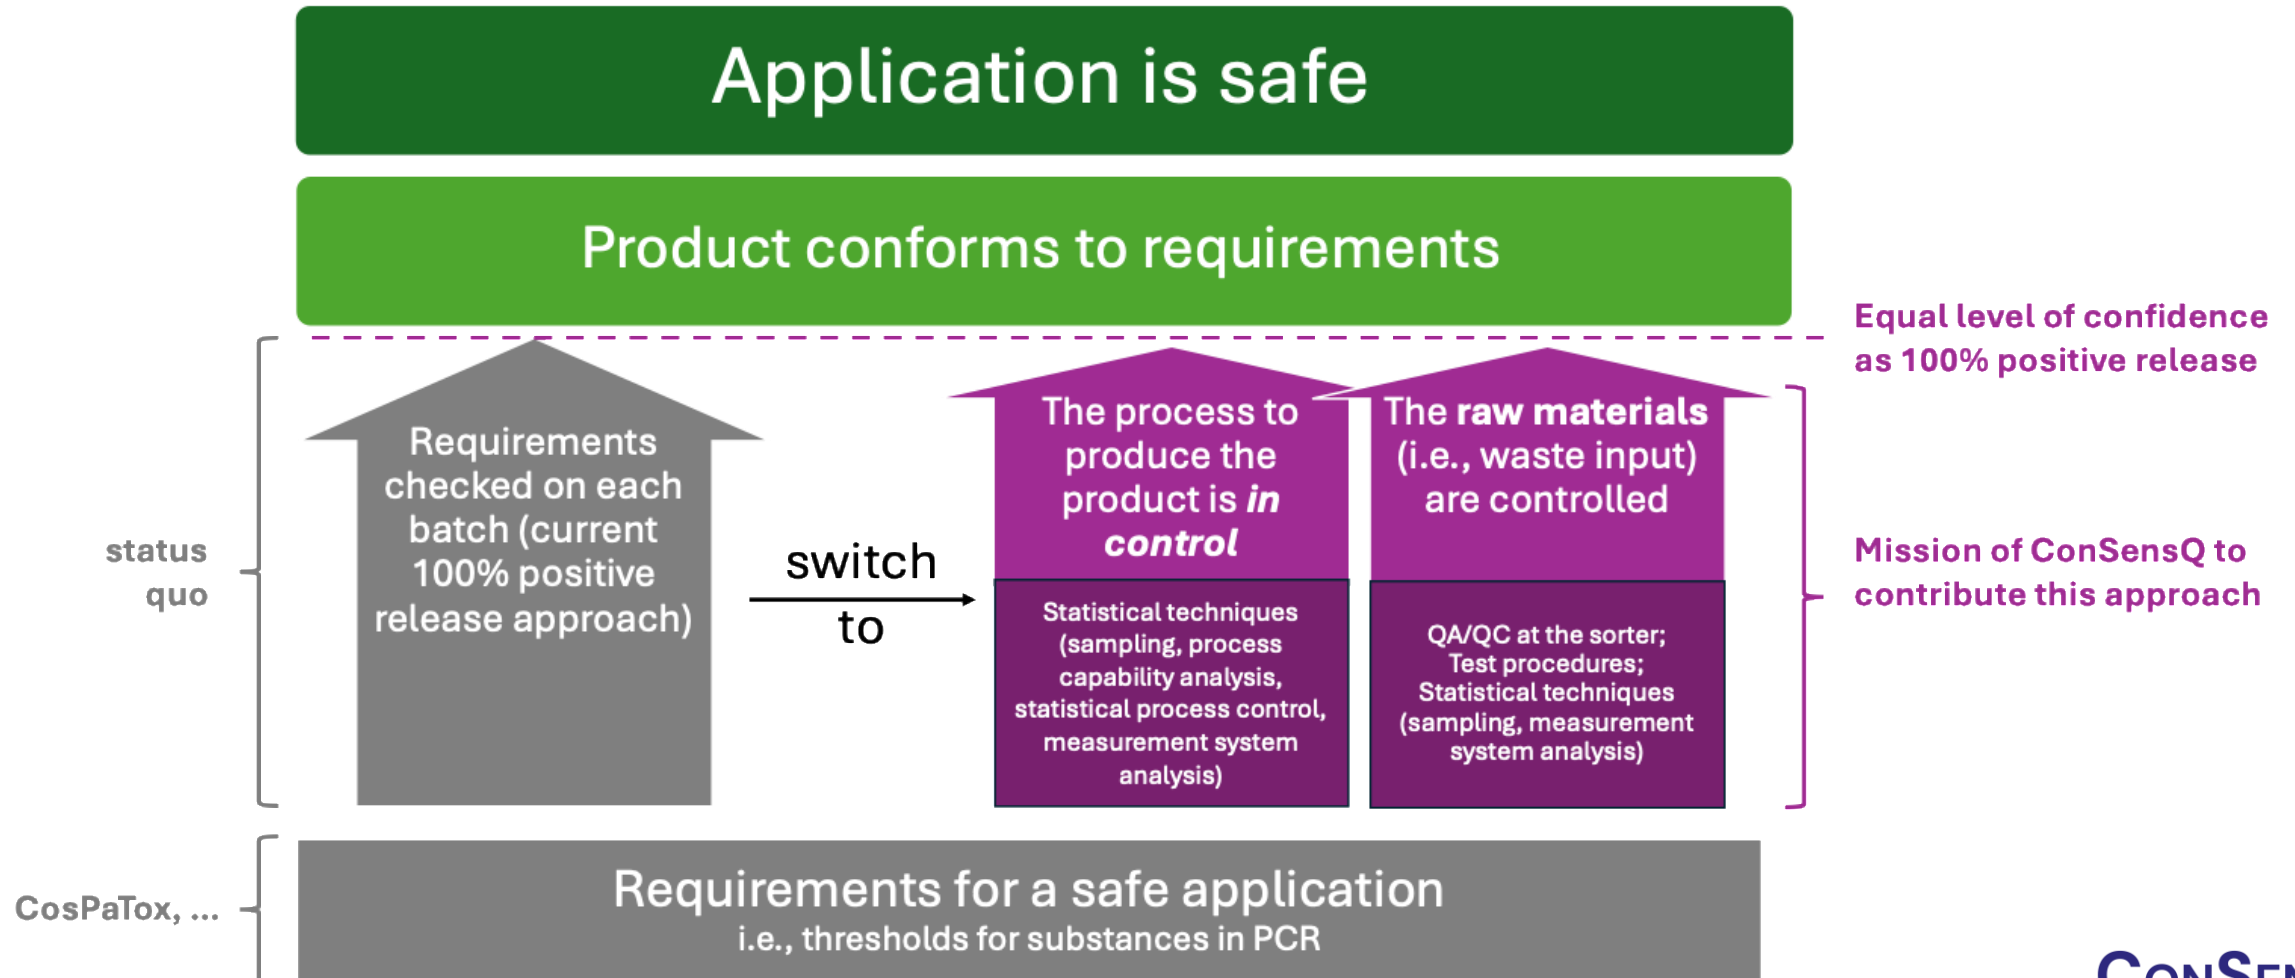 Application is safe
Product conforms to requirements
Equal level of confidence
as 100% positive release
status
quo
Requirements
checked on each
batch (current
100% positive
release approach)
switch
to
The process to
produce the
product is in
control
Statistical techniques
(sampling, process
capability analysis,
statistical process control,
measurement system
analysis)
The raw materials
(i.e., waste input)
are controlled
QA/QC at the sorter;
Test procedures;
Statistical techniques
(sampling, measurement
system analysis)
Mission of ConSensQ to
contribute this approach
CosPaTox, ...
Requirements for a safe application
i.e., thresholds for substances in PCR